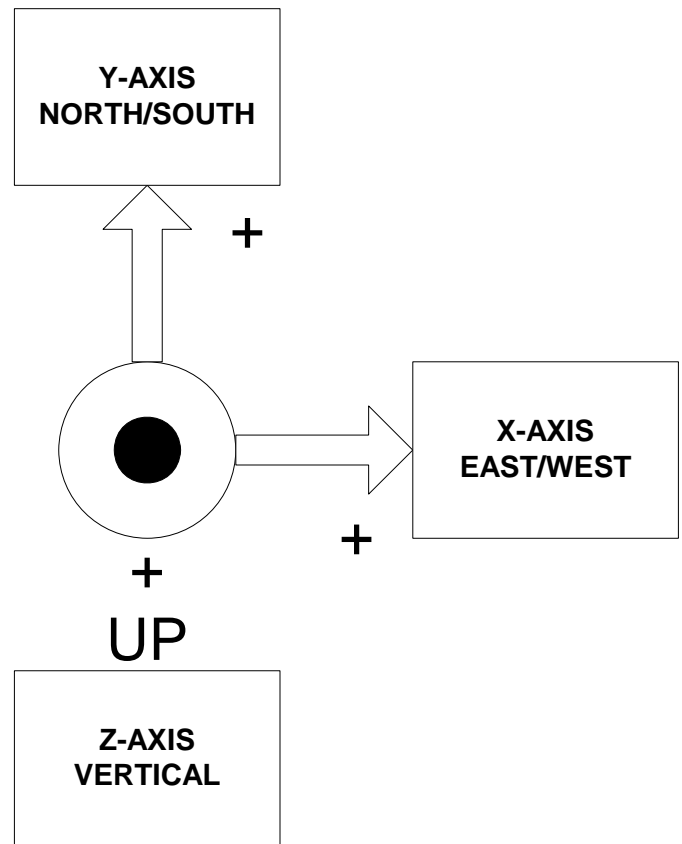 Y-AXIS
NORTH/SOUTH
+
X-AXIS
EAST/WEST
+
+
UP
Z-AXIS
VERTICAL